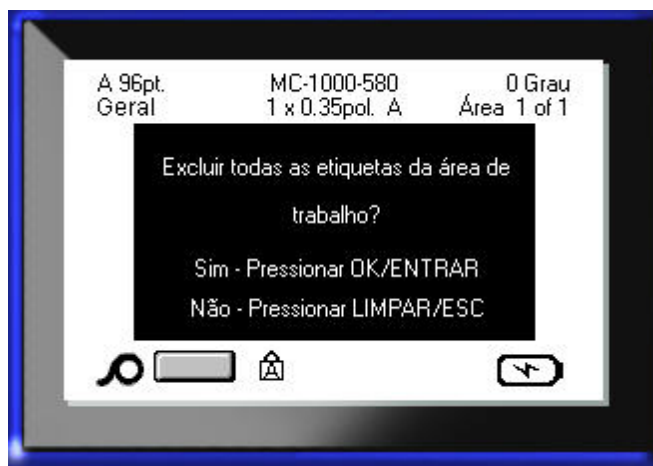 A 96pt. MC-1000-580 0 Grau
Geral 1 x 0.35pol. A Área 1 of 1
Excluir todas as etiquetas da área de
trabalho?
Sim - Pressionar OK/ENTRAR
Não - Pressionar LIMPAR/ESC
A